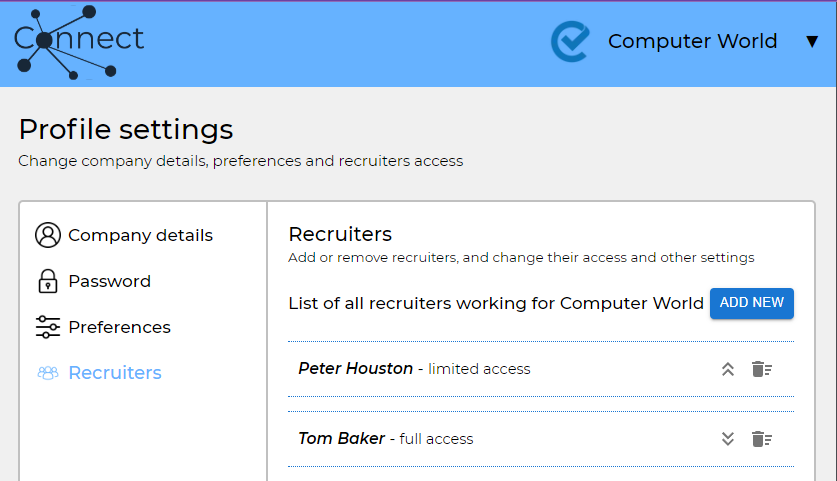 Connect
Computer World
Profile settings
Change company details, preferences and recruiters access
Company details
Password
Preferences
Recruiters
Recruiters
Add or remove recruiters, and change their access and other settings
List of all recruiters working for Computer World
ADD NEW
Peter Houston - limited access
Tom Baker - full access